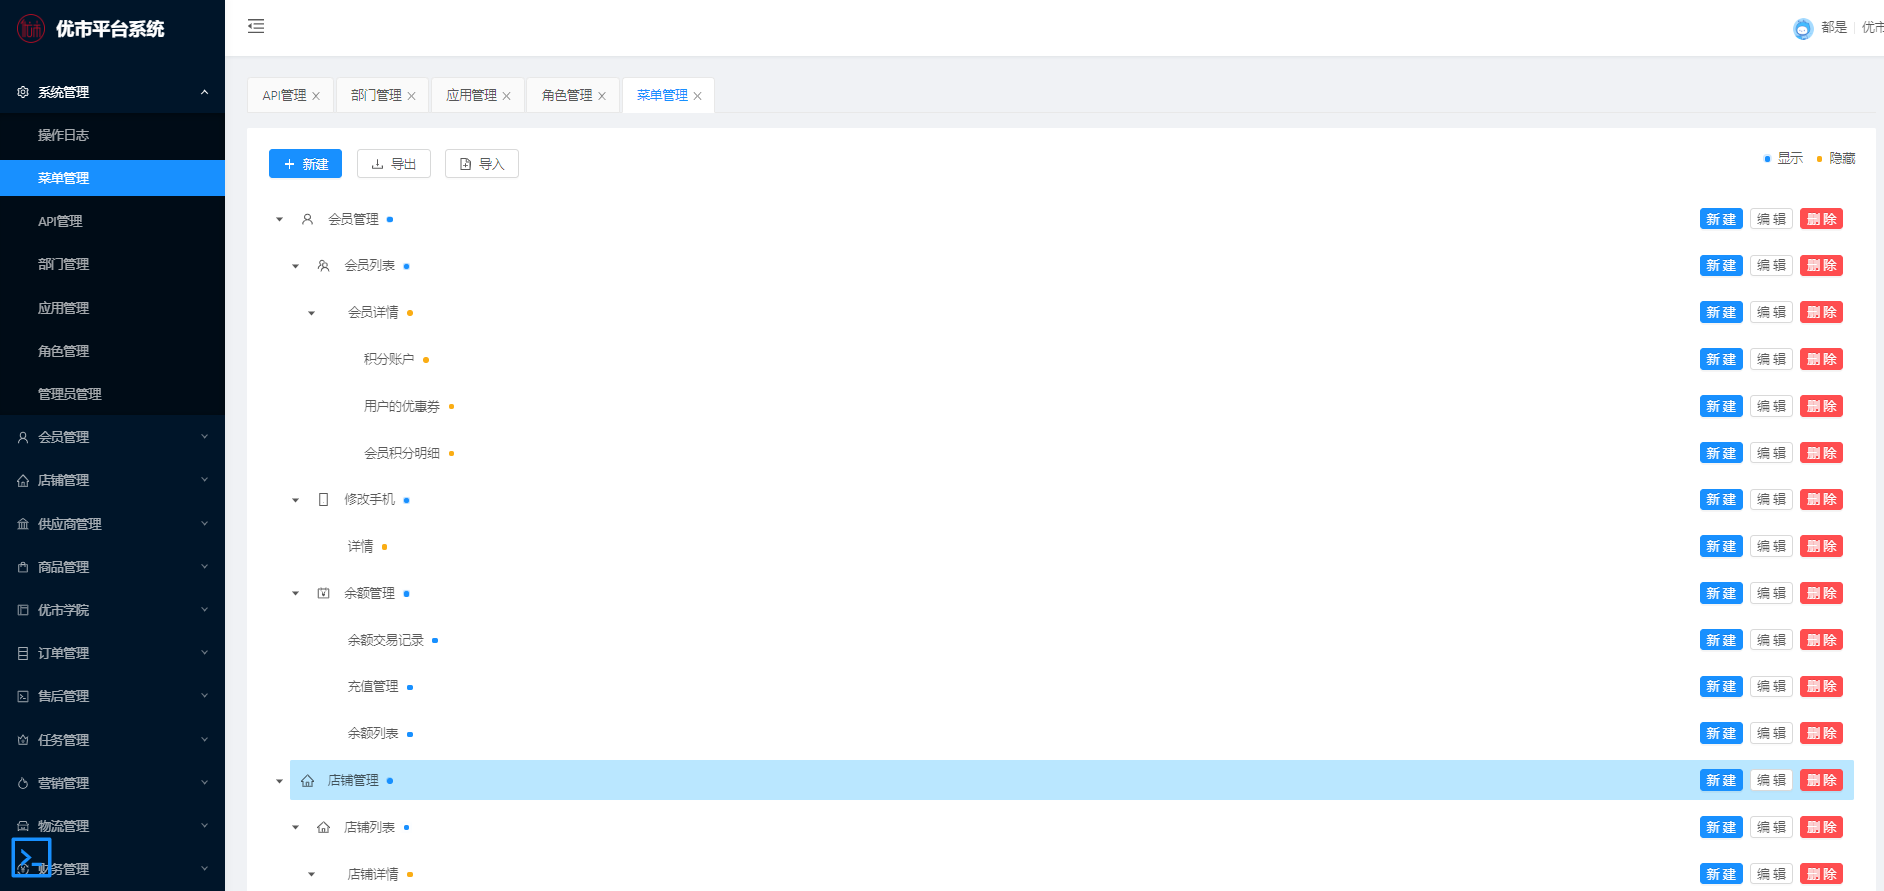 优市平台系统
都是 优市
系统管理
操作日志
菜单管理
API管理
部门管理
应用管理
角色管理
管理员管理
会员管理
店铺管理
供应商管理
商品管理
优市学院
订单管理
售后管理
任务管理
营销管理
物流管理
财务管理
API管理 部门管理 应用管理 角色管理 菜单管理
新建 导出 导入 显示 隐藏
会员管理 新建 编辑 删除
会员列表 新建 编辑 删除
会员详情 新建 编辑 删除
积分账户 新建 编辑 删除
用户的优惠券 新建 编辑 删除
会员积分明细 新建 编辑 删除
修改手机 新建 编辑 删除
详情 新建 编辑 删除
余额管理 新建 编辑 删除
余额交易记录 新建 编辑 删除
充值管理 新建 编辑 删除
余额列表 新建 编辑 删除
店铺管理 新建 编辑 删除
店铺列表 新建 编辑 删除
店铺详情 新建 编辑 删除